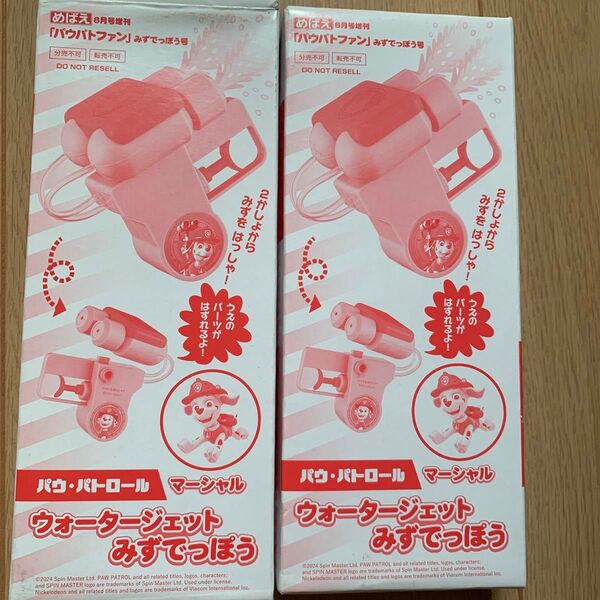 めばえ 8月号増刊
「パウパトファン」みずでっぽう号
分売不可 転売不可
DO NOT RESELL
2かしょから
みずを はっしゃ!
うえの
パーツが
はずれるよ!
パウ・パトロール マーシャル
ウォータージェット
みずでっぽう
©2024 Spin Master Ltd. PAW PATROL and all related titles, logos, characters;
and SPIN MASTER logo are trademarks of Spin Master Ltd. Used under license.
Nickelodeon and all related titles and logos are trademarks of Viacom International Inc.
めばえ 8月号増刊
「パウパトファン」みずでっぽう号
分売不可 転売不可
DO NOT RESELL
2かしょから
みずを はっしゃ!
うえの
パーツが
はずれるよ!
パウ・パトロール マーシャル
ウォータージェット
みずでっぽう
©2024 Spin Master Ltd. PAW PATROL and all related titles, logos, characters;
and SPIN MASTER logo are trademarks of Spin Master Ltd. Used under license.
Nickelodeon and all related titles and logos are trademarks of Viacom International Inc.